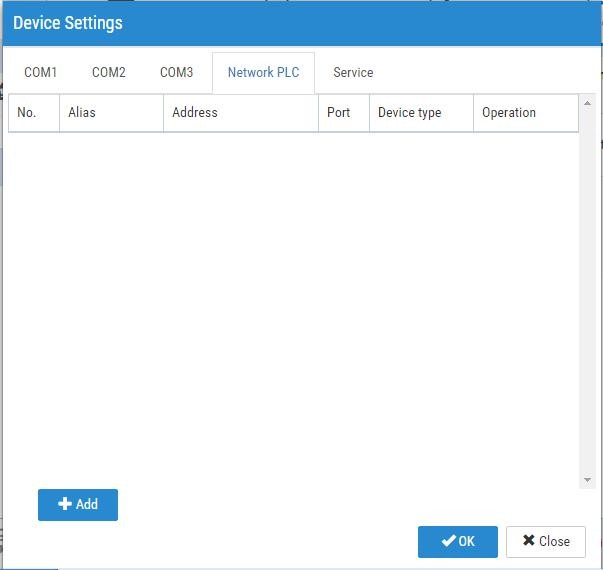 Device Settings
COM1 COM2 COM3 Network PLC Service
No. Alias Address Port Device type Operation
Add
OK Close